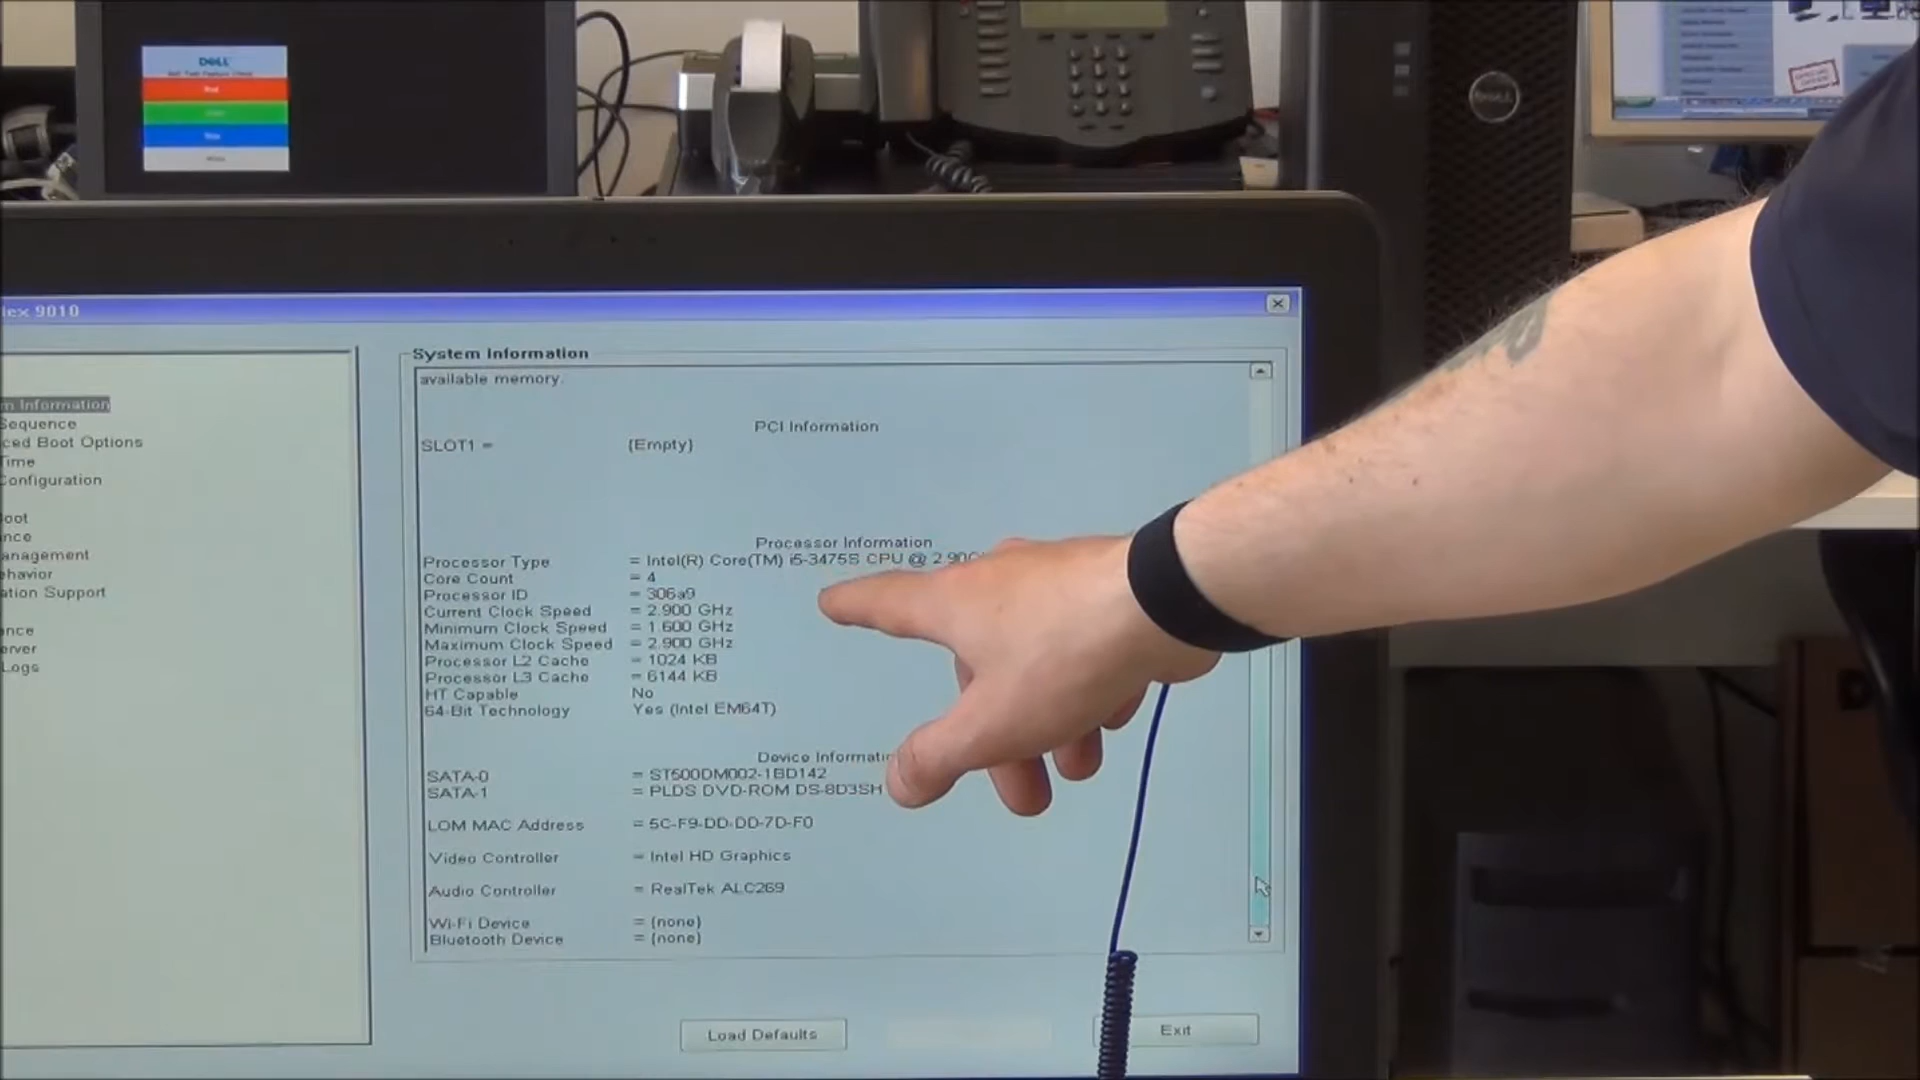 DELL
lex 9010
m Information
Sequence
ced Boot Options
Time
Configuration
oot
nce
anagement
ehavior
ation Support
nce
erver
Logs
System Information
available memory.
PCI Information
SLOT1 = {Empty}
Processor Information
Processor Type = Intel(R) Core(TM) i5-3475S CPU @ 2.90G
Core Count = 4
Processor ID = 306a9
Current Clock Speed = 2.900 GHz
Minimum Clock Speed = 1.600 GHz
Maximum Clock Speed = 2.900 GHz
Processor L2 Cache = 1024 KB
Processor L3 Cache = 6144 KB
HT Capable No
64-Bit Technology Yes (Intel EM64T)
Device Informatio
SATA-0 = ST500DM002-1BD142
SATA-1 = PLDS DVD-ROM DS-8D3SH
LOM MAC Address = 5C-F9-DD-DD-7D-F0
Video Controller = Intel HD Graphics
Audio Controller = RealTek ALC269
Wi-Fi Device = {none}
Bluetooth Device = {none}
Load Defaults
Exit
DELL